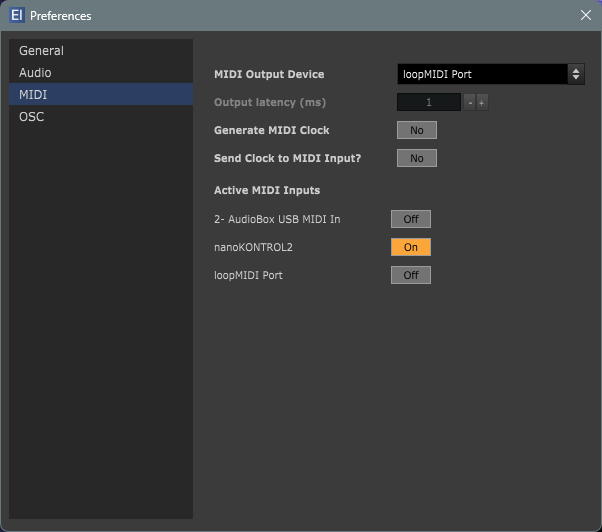 EI Preferences
General
Audio
MIDI
OSC
MIDI Output Device loopMIDI Port
Output latency (ms) 1 - +
Generate MIDI Clock No
Send Clock to MIDI Input? No
Active MIDI Inputs
2- AudioBox USB MIDI In Off
nanoKONTROL2 On
loopMIDI Port Off